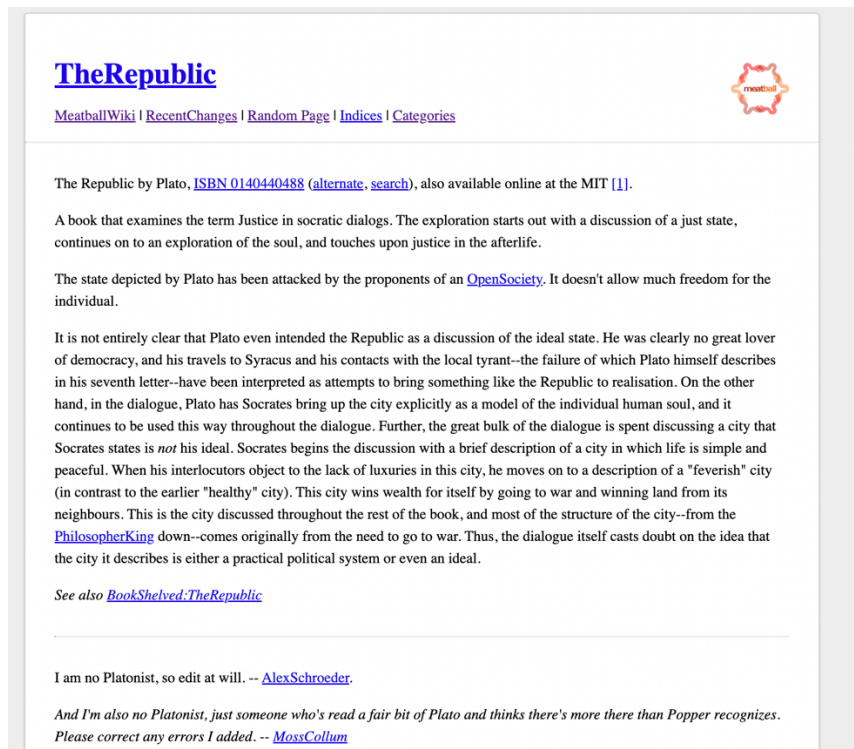 TheRepublic
meatball
MeatballWiki | RecentChanges | Random Page | Indices | Categories
The Republic by Plato, ISBN 0140440488 (alternate, search), also available online at the MIT [1].
A book that examines the term Justice in socratic dialogs. The exploration starts out with a discussion of a just state,
continues on to an exploration of the soul, and touches upon justice in the afterlife.
The state depicted by Plato has been attacked by the proponents of an OpenSociety. It doesn't allow much freedom for the
individual.
It is not entirely clear that Plato even intended the Republic as a discussion of the ideal state. He was clearly no great lover
of democracy, and his travels to Syracus and his contacts with the local tyrant--the failure of which Plato himself describes
in his seventh letter--have been interpreted as attempts to bring something like the Republic to realisation. On the other
hand, in the dialogue, Plato has Socrates bring up the city explicitly as a model of the individual human soul, and it
continues to be used this way throughout the dialogue. Further, the great bulk of the dialogue is spent discussing a city that
Socrates states is not his ideal. Socrates begins the discussion with a brief description of a city in which life is simple and
peaceful. When his interlocutors object to the lack of luxuries in this city, he moves on to a description of a "feverish" city
(in contrast to the earlier "healthy" city). This city wins wealth for itself by going to war and winning land from its
neighbours. This is the city discussed throughout the rest of the book, and most of the structure of the city--from the
PhilosopherKing down--comes originally from the need to go to war. Thus, the dialogue itself casts doubt on the idea that
the city it describes is either a practical political system or even an ideal.
See also BookShelved:TheRepublic
I am no Platonist, so edit at will. -- AlexSchroeder.
And I'm also no Platonist, just someone who's read a fair bit of Plato and thinks there's more there than Popper recognizes.
Please correct any errors I added. -- MossCollum